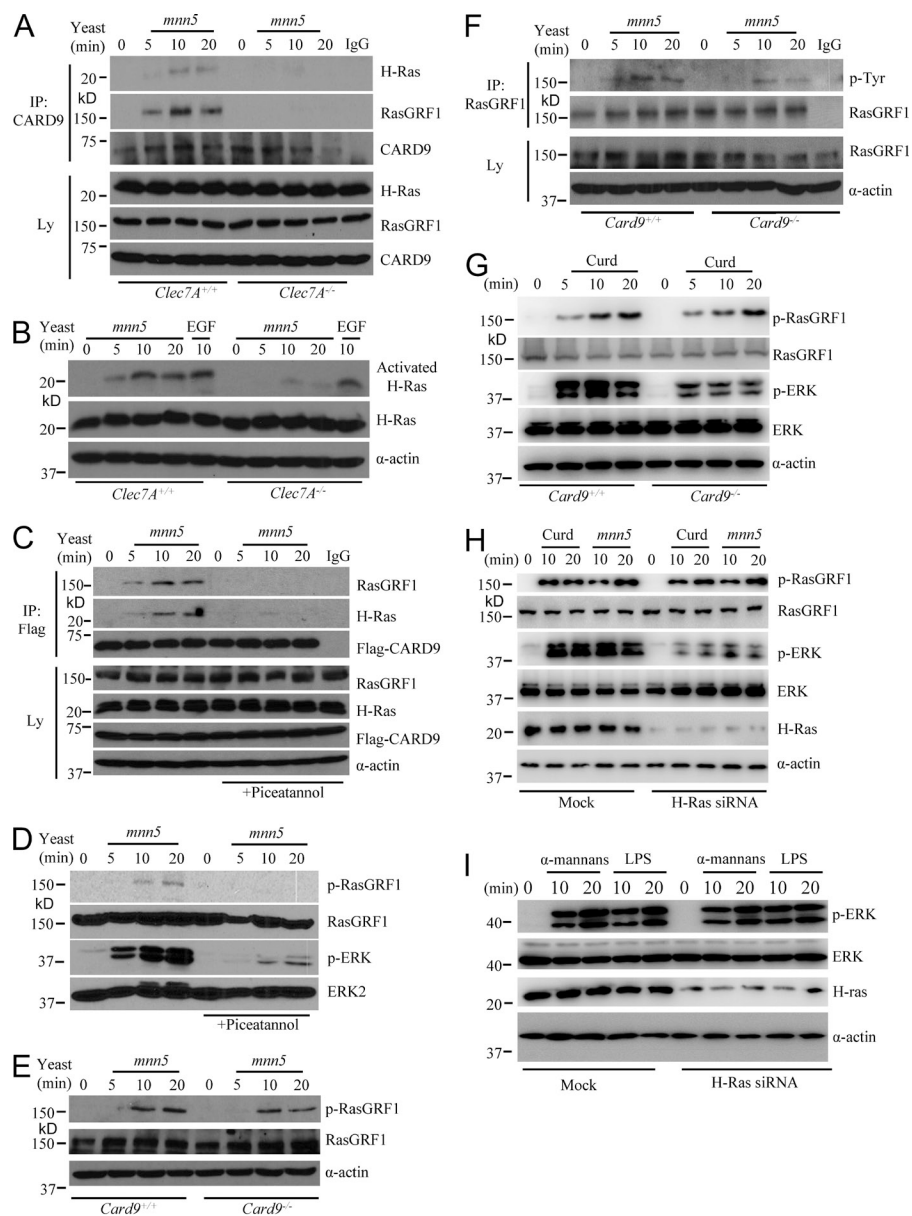 A
Yeast mnn5 mnn5
(min) 0 5 10 20 0 5 10 20 IgG
IP: CARD9
20 H-Ras
kD
150 RasGRF1
75 CARD9
Ly
20 H-Ras
150 RasGRF1
75 CARD9
Clec7A+/+ Clec7A-/-
B
Yeast mnn5 EGF mnn5 EGF
(min) 0 5 10 20 10 0 5 10 20 10
20 Activated H-Ras
kD
20 H-Ras
37 α-actin
Clec7A+/+ Clec7A-/-
C
Yeast mnn5 mnn5
(min) 0 5 10 20 0 5 10 20 IgG
IP: Flag
150 RasGRF1
kD
20 H-Ras
75 Flag-CARD9
Ly
150 RasGRF1
20 H-Ras
75 Flag-CARD9
37 α-actin
+Piceatannol
D
Yeast mnn5 mnn5
(min) 0 5 10 20 0 5 10 20
150 p-RasGRF1
kD
150 RasGRF1
37 p-ERK
37 ERK2
+Piceatannol
E
Yeast mnn5 mnn5
(min) 0 5 10 20 0 5 10 20
150 p-RasGRF1
kD
150 RasGRF1
37 α-actin
Card9+/+ Card9-/-
F
Yeast mnn5 mnn5
(min) 0 5 10 20 0 5 10 20 IgG
IP: RasGRF1
150 p-Tyr
kD
150 RasGRF1
Ly
150 RasGRF1
37 α-actin
Card9+/+ Card9-/-
G
Curd Curd
(min) 0 5 10 20 0 5 10 20
150 p-RasGRF1
kD
150 RasGRF1
37 p-ERK
37 ERK
37 α-actin
Card9+/+ Card9-/-
H
Curd mnn5 Curd mnn5
(min) 0 10 20 10 20 0 10 20 10 20
150 p-RasGRF1
kD
150 RasGRF1
37 p-ERK
37 ERK
20 H-Ras
37 α-actin
Mock H-Ras siRNA
I
α-mannans LPS α-mannans LPS
(min) 0 10 20 10 20 0 10 20 10 20
40 p-ERK
40 ERK
20 H-ras
37 α-actin
Mock H-Ras siRNA